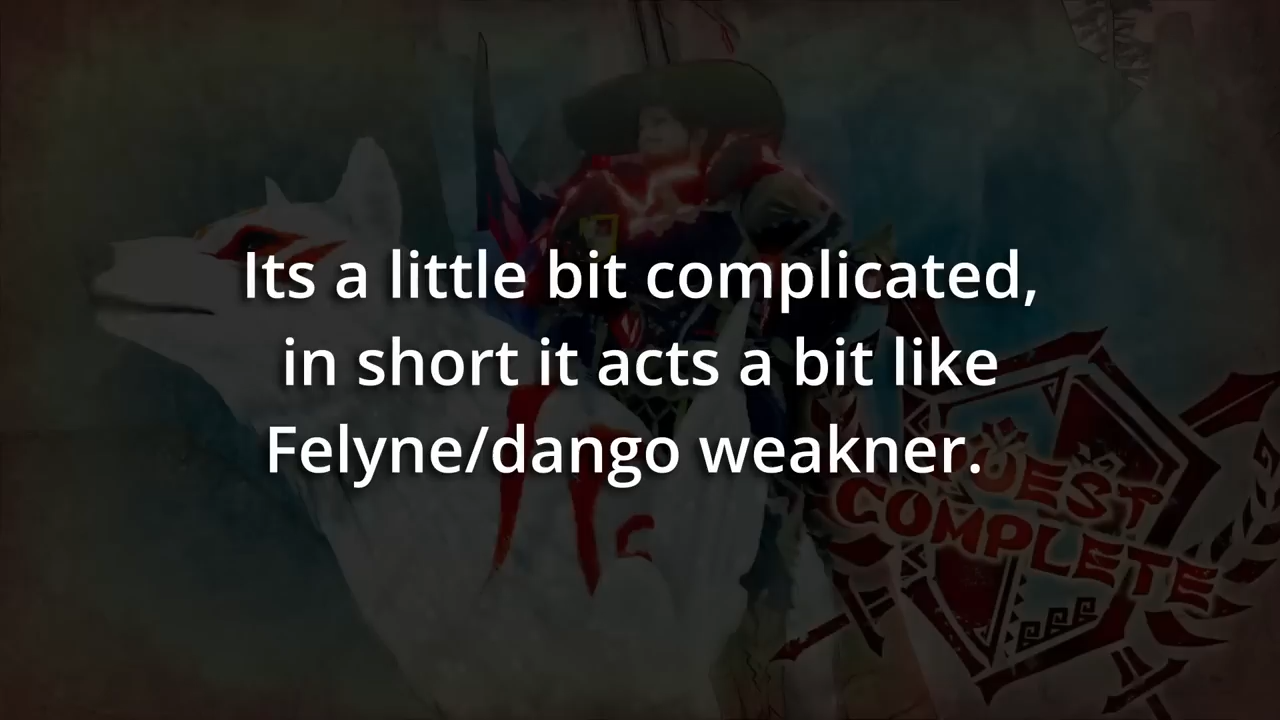 Its a little bit complicated,
in short it acts a bit like
Felyne/dango weakner.
QUEST
COMPLETE